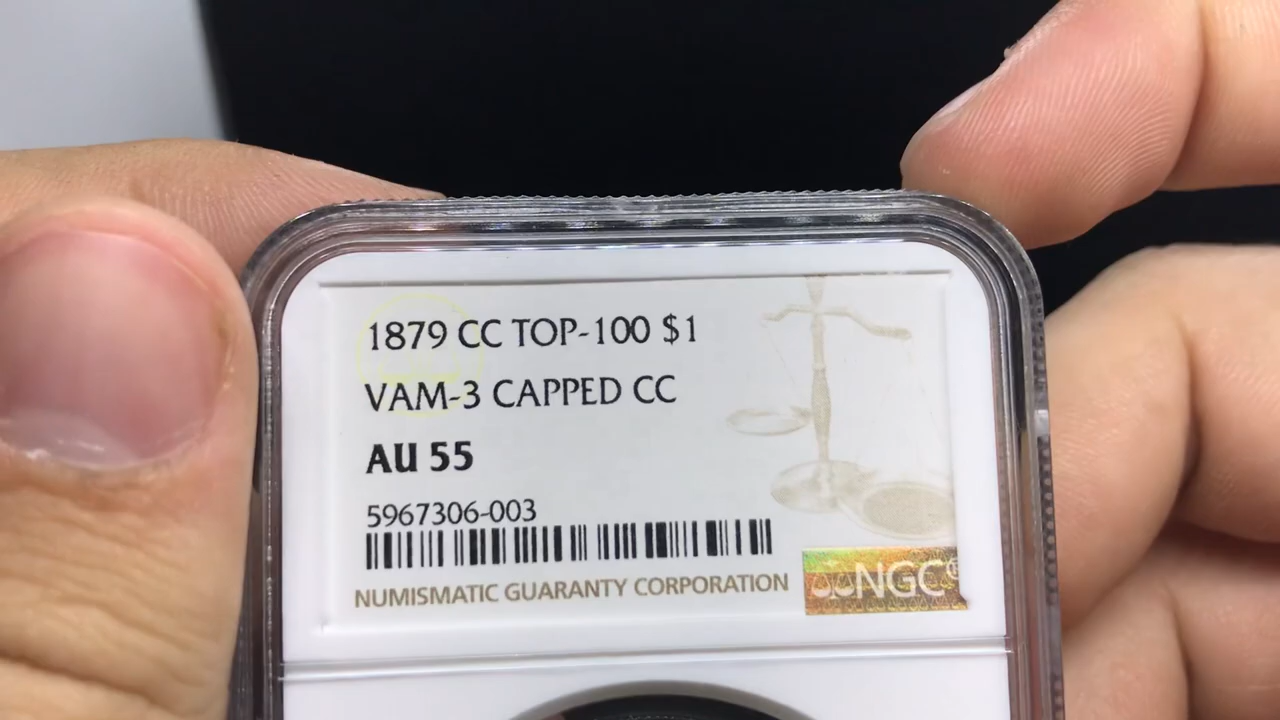 1879 CC TOP-100 $1
VAM-3 CAPPED CC
AU 55
5967306-003
NUMISMATIC GUARANTY CORPORATION
NGC®